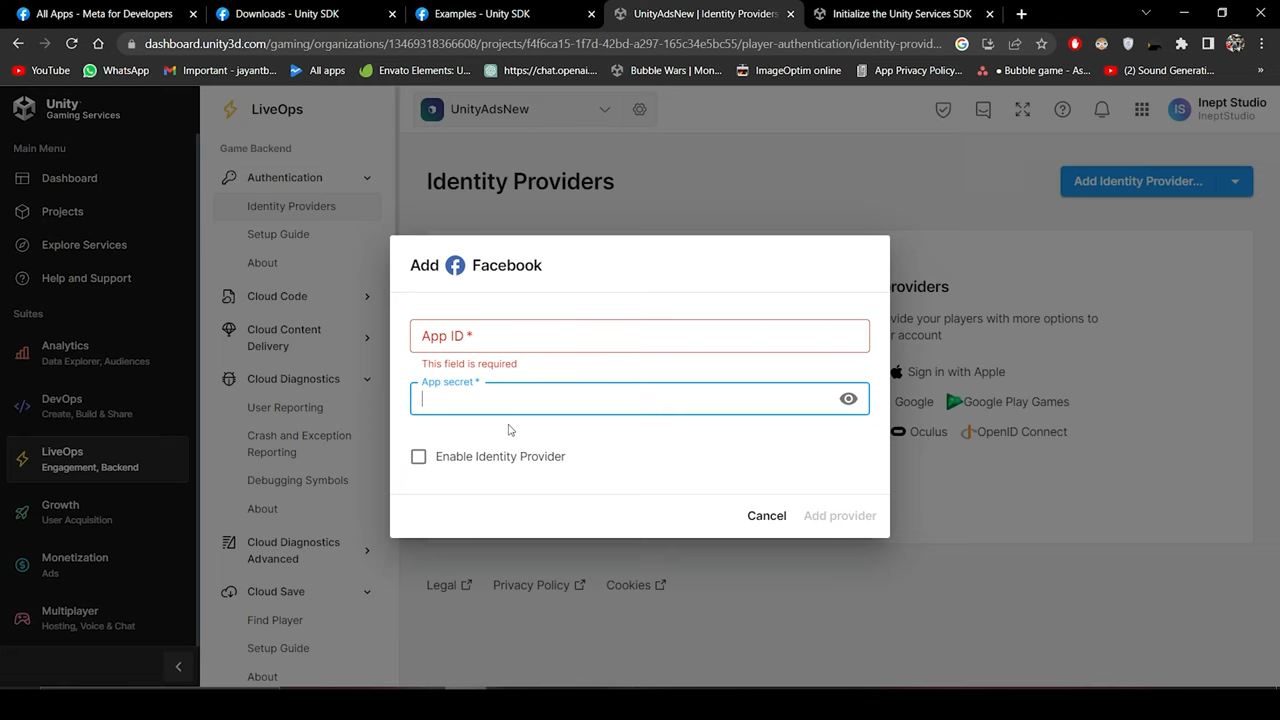 All Apps - Meta for Developers
Downloads - Unity SDK
Examples - Unity SDK
UnityAdsNew | Identity Providers
Initialize the Unity Services SDK
dashboard.unity3d.com/gaming/organizations/13469318366608/projects/f4f6ca15-1f7d-42bd-a297-165c34e5bc55/player-authentication/identity-provid...
YouTube
WhatsApp
Important - jayantb...
All apps
Envato Elements: U...
https://chat.openai....
Bubble Wars | Mon...
ImageOptim online
App Privacy Policy...
• Bubble game - As...
(2) Sound Generati...
»
Unity
Gaming Services
Main Menu
Dashboard
Projects
Explore Services
Help and Support
Suites
Analytics
Data Explorer, Audiences
DevOps
Create, Build & Share
LiveOps
Engagement, Backend
Growth
User Acquisition
Monetization
Ads
Multiplayer
Hosting, Voice & Chat
LiveOps
Game Backend
Authentication
Identity Providers
Setup Guide
About
Cloud Code
Cloud Content
Delivery
Cloud Diagnostics
User Reporting
Crash and Exception
Reporting
Debugging Symbols
About
Cloud Diagnostics
Advanced
Cloud Save
Find Player
Setup Guide
About
UnityAdsNew
IS
Inept Studio
IneptStudio
Identity Providers
Add Identity Provider...
roviders
vide your players with more options to
r account
Sign in with Apple
Google
Google Play Games
Oculus
OpenID Connect
Add Facebook
App ID *
This field is required
App secret *
Enable Identity Provider
Cancel
Add provider
Legal
Privacy Policy
Cookies